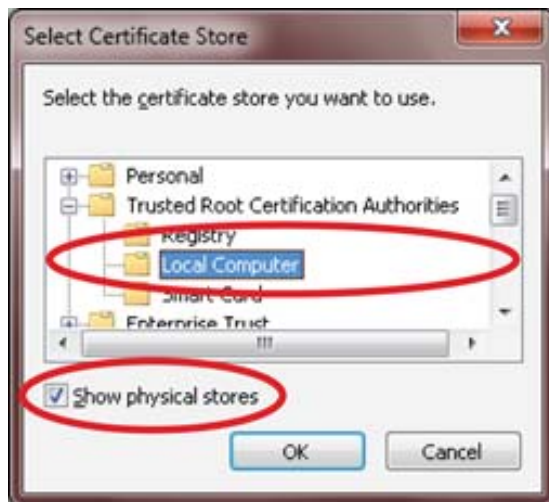 Select Certificate Store
Select the certificate store you want to use.
Personal
Trusted Root Certification Authorities
Registry
Local Computer
Smart Card
Enterprise Trust
Show physical stores
OK
Cancel